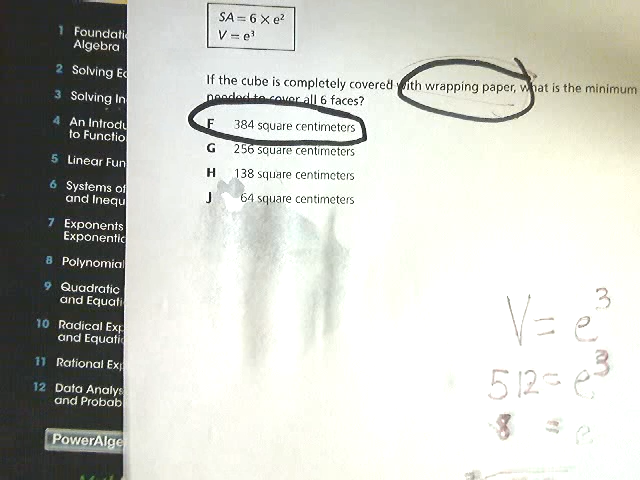 1 Foundati
Algebra
2 Solving Eq
3 Solving In
4 An Introdu
to Functio
5 Linear Fun
6 Systems of
and Inequ
7 Exponents
Exponentia
8 Polynomial
9 Quadratic
and Equati
10 Radical Exp
and Equatio
11 Rational Exp
12 Data Analys
and Probab
PowerAlge
SA = 6 × e²
V = e³
If the cube is completely covered with wrapping paper, what is the minimum
needed to cover all 6 faces?
F 384 square centimeters
G 256 square centimeters
H 138 square centimeters
J 64 square centimeters
V = e³
512 = e³
8 = e